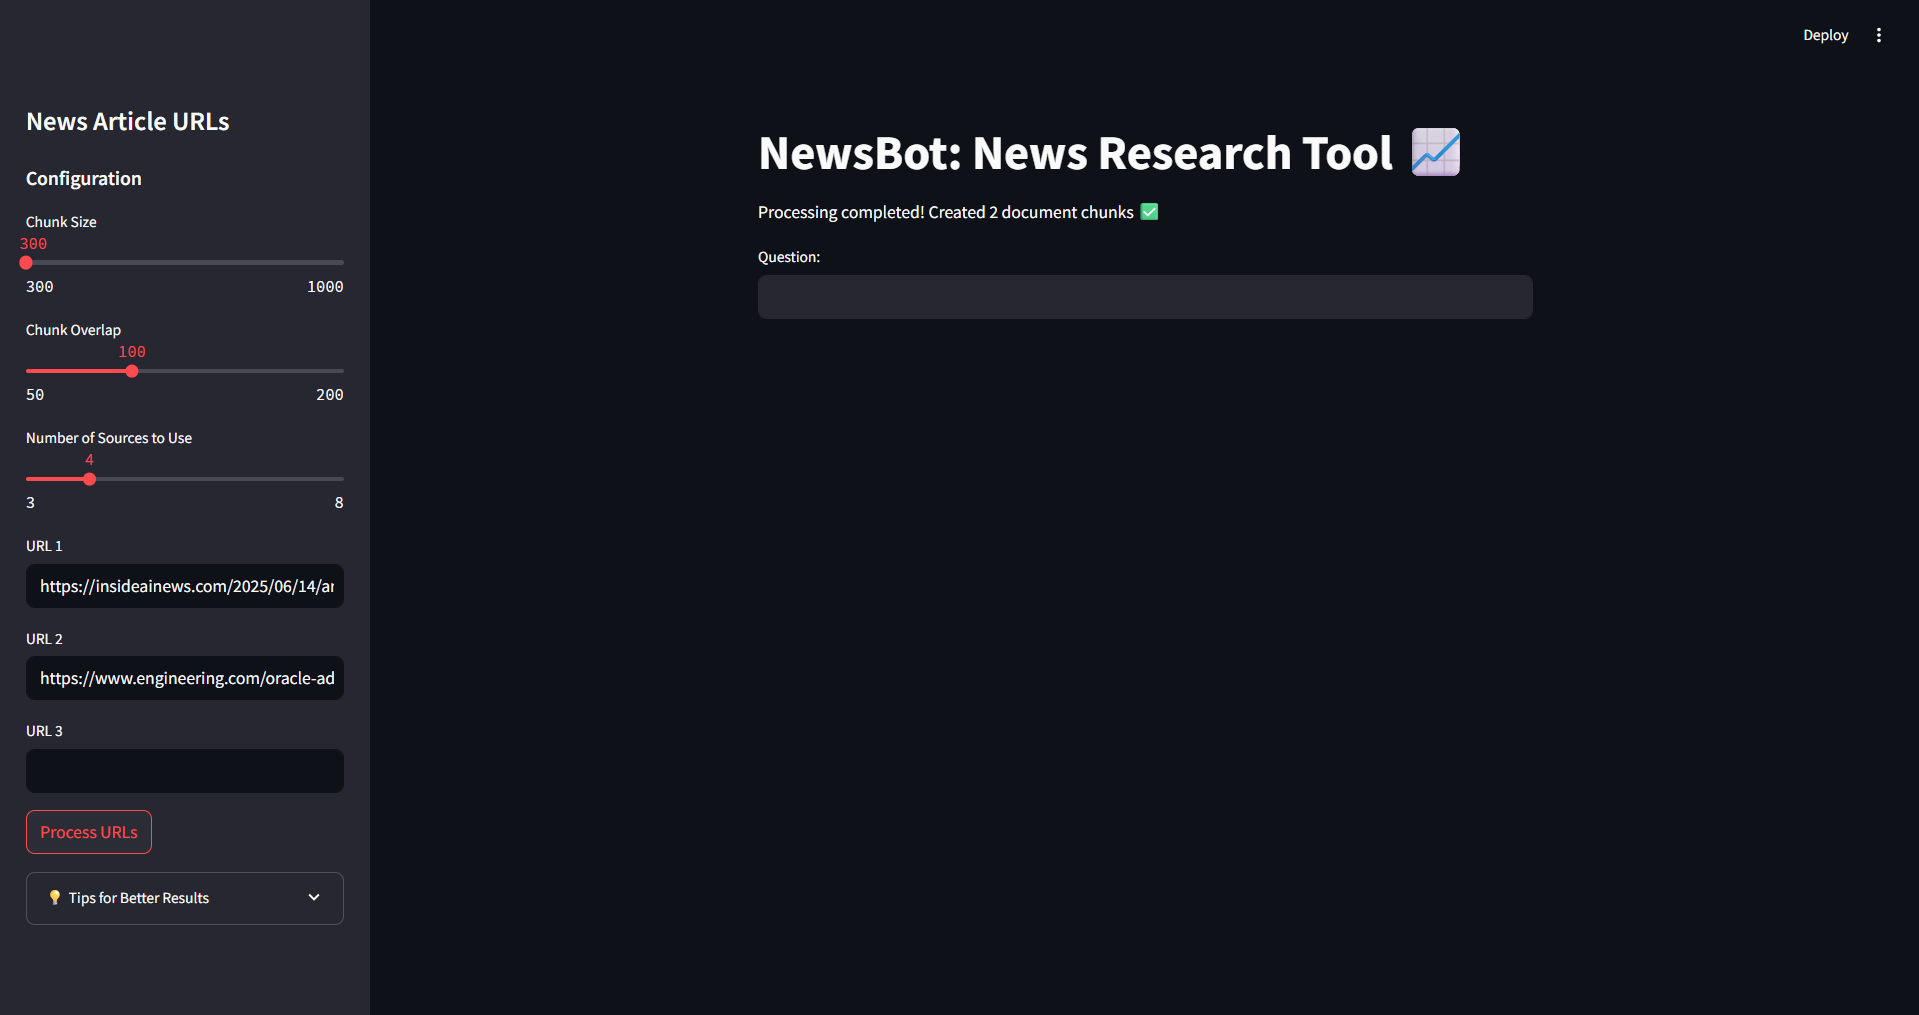 Deploy
News Article URLs
Configuration
Chunk Size
300
300 1000
Chunk Overlap
100
50 200
Number of Sources to Use
4
3 8
URL 1
https://insideainews.com/2025/06/14/ar
URL 2
https://www.engineering.com/oracle-ad
URL 3
Process URLs
Tips for Better Results
NewsBot: News Research Tool
Processing completed! Created 2 document chunks
Question: